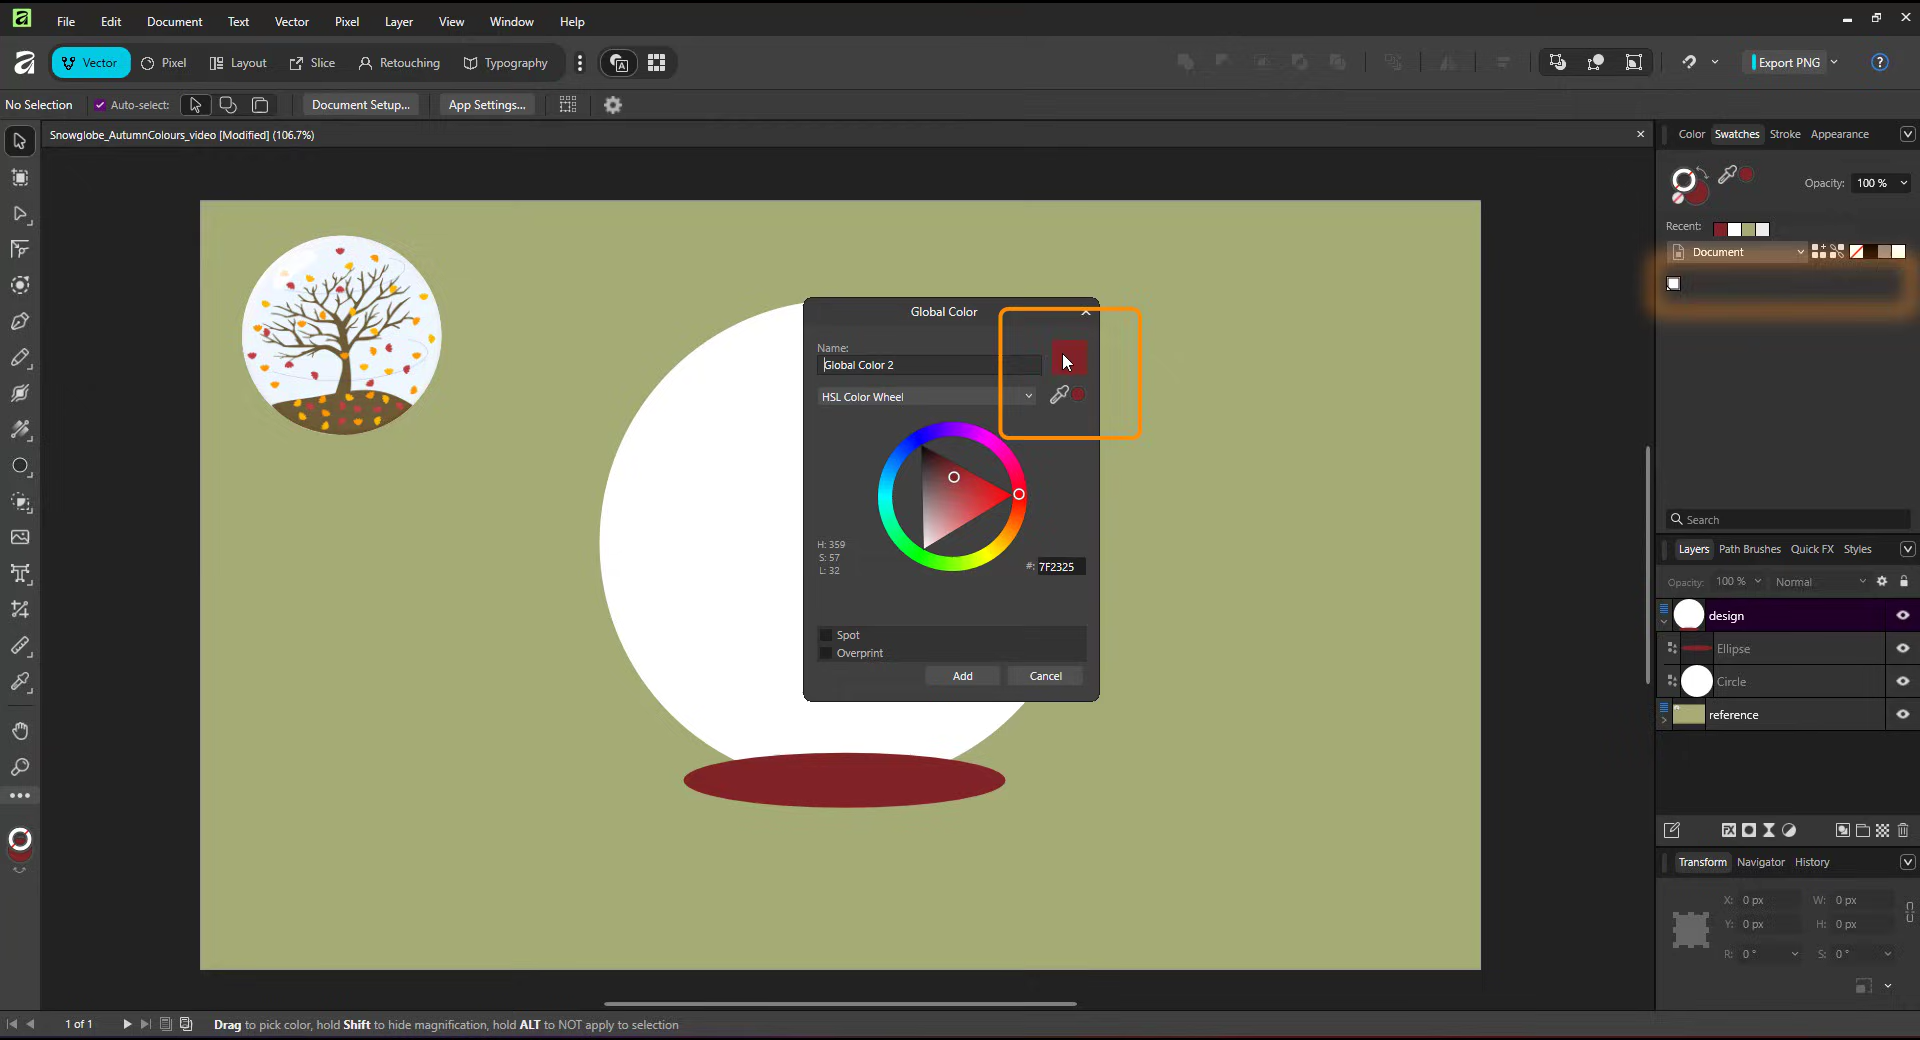 File Edit Document Text Vector Pixel Layer View Window Help
Vector Pixel Layout Slice Retouching Typography
Export PNG
No Selection Auto-select: Document Setup... App Settings...
Snowglobe_AutumnColours_video [Modified] (106.7%)
Color Swatches Stroke Appearance
Opacity: 100 %
Recent:
Document
Global Color
Name:
Global Color 2
HSL Color Wheel
H: 359
S: 57
L: 32
#: 7F2325
Spot
Overprint
Add Cancel
Search
Layers Path Brushes Quick FX Styles
Opacity: 100 % Normal
design
Ellipse
Circle
reference
FX
Transform Navigator History
X: 0 px W: 0 px
Y: 0 px H: 0 px
R: 0 ° S: 0 °
1 of 1
Drag to pick color, hold Shift to hide magnification, hold ALT to NOT apply to selection